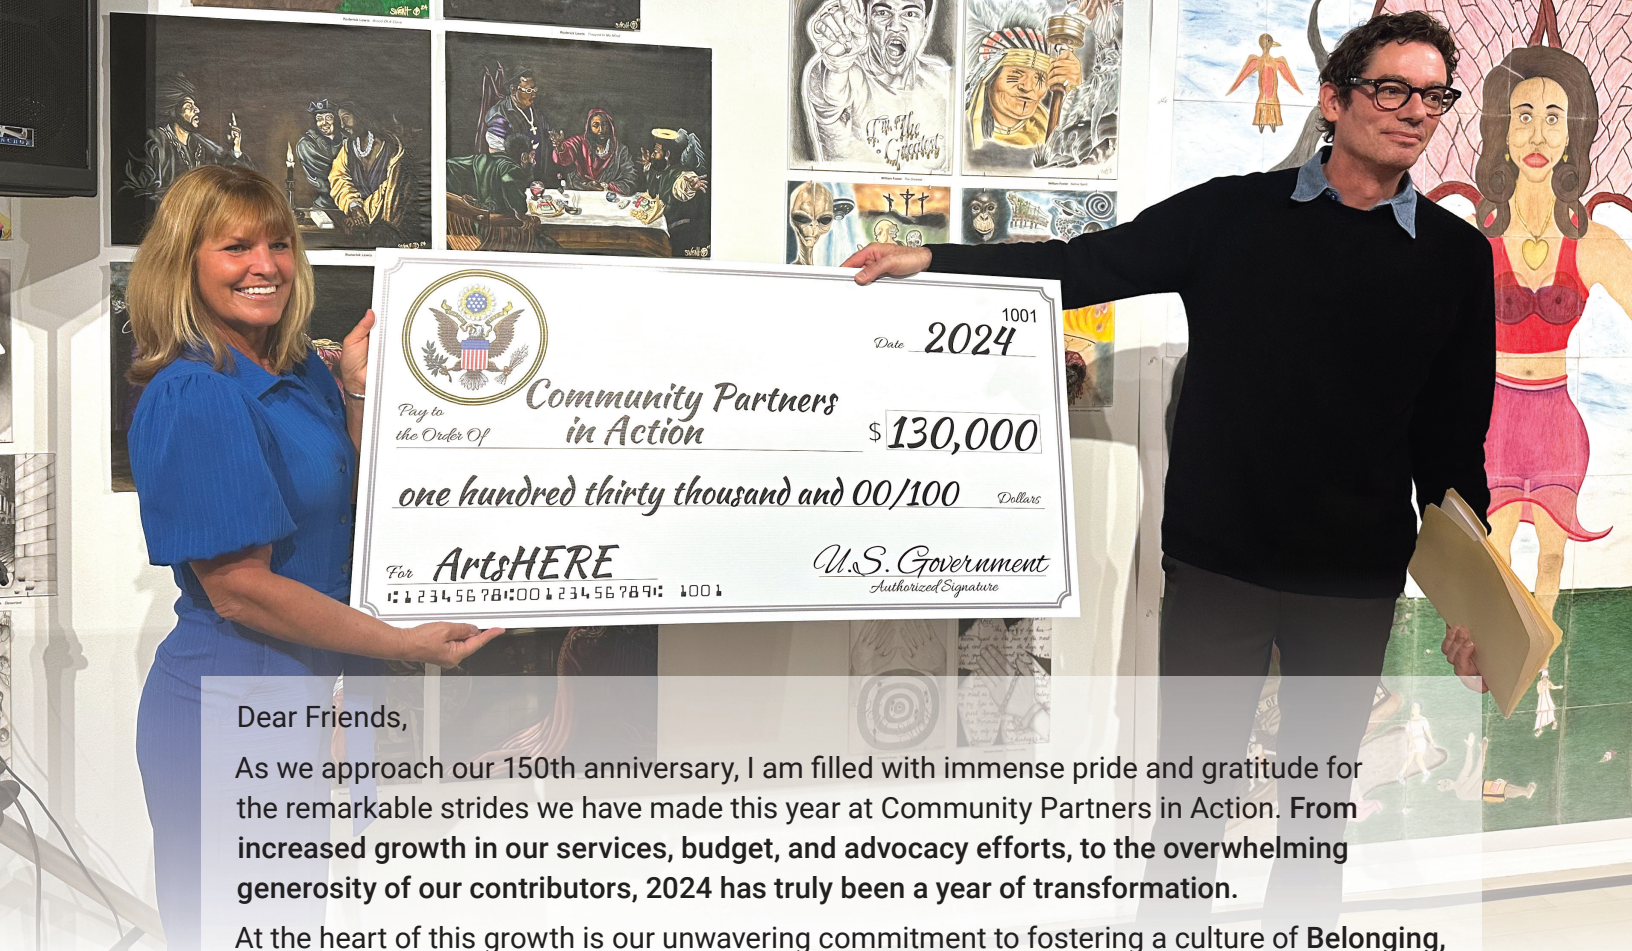 I'm The
Greatest
1001
Date 2024
Community Partners
Pay to
the Order Of in Action
$ 130,000
one hundred thirty thousand and 00/100 Dollars
For ArtsHERE
U.S. Government
Authorized Signature
⑆12345678⑆00123456789⑆ 1001
Dear Friends,
As we approach our 150th anniversary, I am filled with immense pride and gratitude for
the remarkable strides we have made this year at Community Partners in Action. From
increased growth in our services, budget, and advocacy efforts, to the overwhelming
generosity of our contributors, 2024 has truly been a year of transformation.
At the heart of this growth is our unwavering commitment to fostering a culture of Belonging,